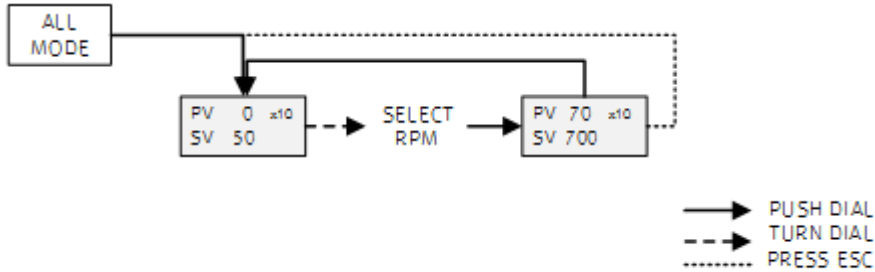 ALL
MODE
PV 0 x10
SV 50
SELECT
RPM
PV 70 x10
SV 700
PUSH DIAL
TURN DIAL
PRESS ESC